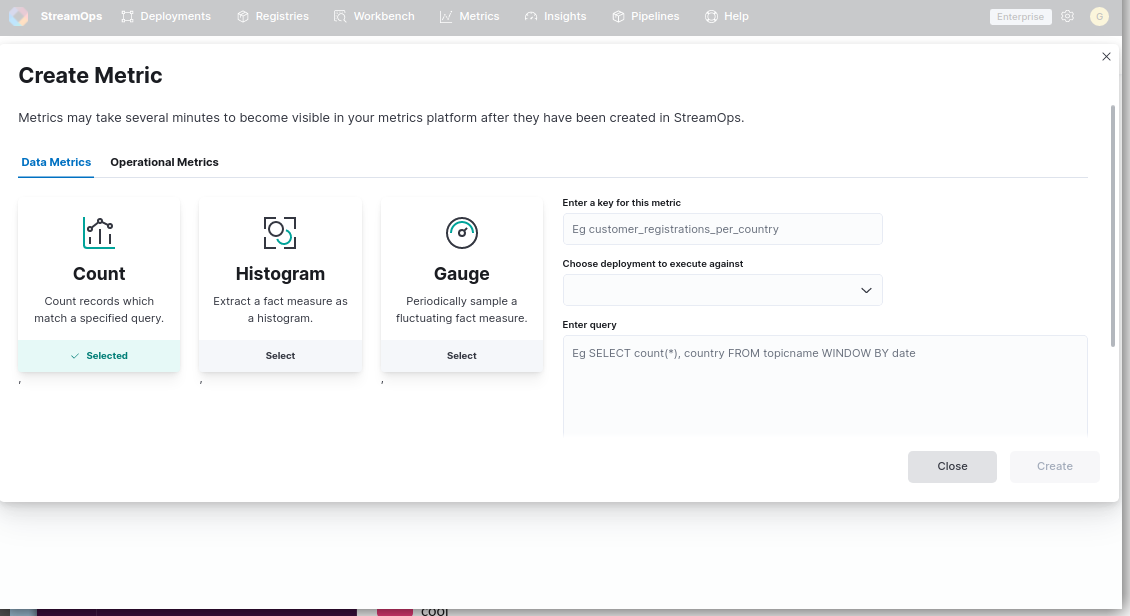 StreamOps Deployments Registries Workbench Metrics Insights Pipelines Help Enterprise G
Create Metric
Metrics may take several minutes to become visible in your metrics platform after they have been created in StreamOps.
Data Metrics Operational Metrics
Count
Count records which
match a specified query.
Selected
,
Histogram
Extract a fact measure as
a histogram.
Select
,
Gauge
Periodically sample a
fluctuating fact measure.
Select
,
Enter a key for this metric
Eg customer_registrations_per_country
Choose deployment to execute against
Enter query
Eg SELECT count(*), country FROM topicname WINDOW BY date
Close Create
cool